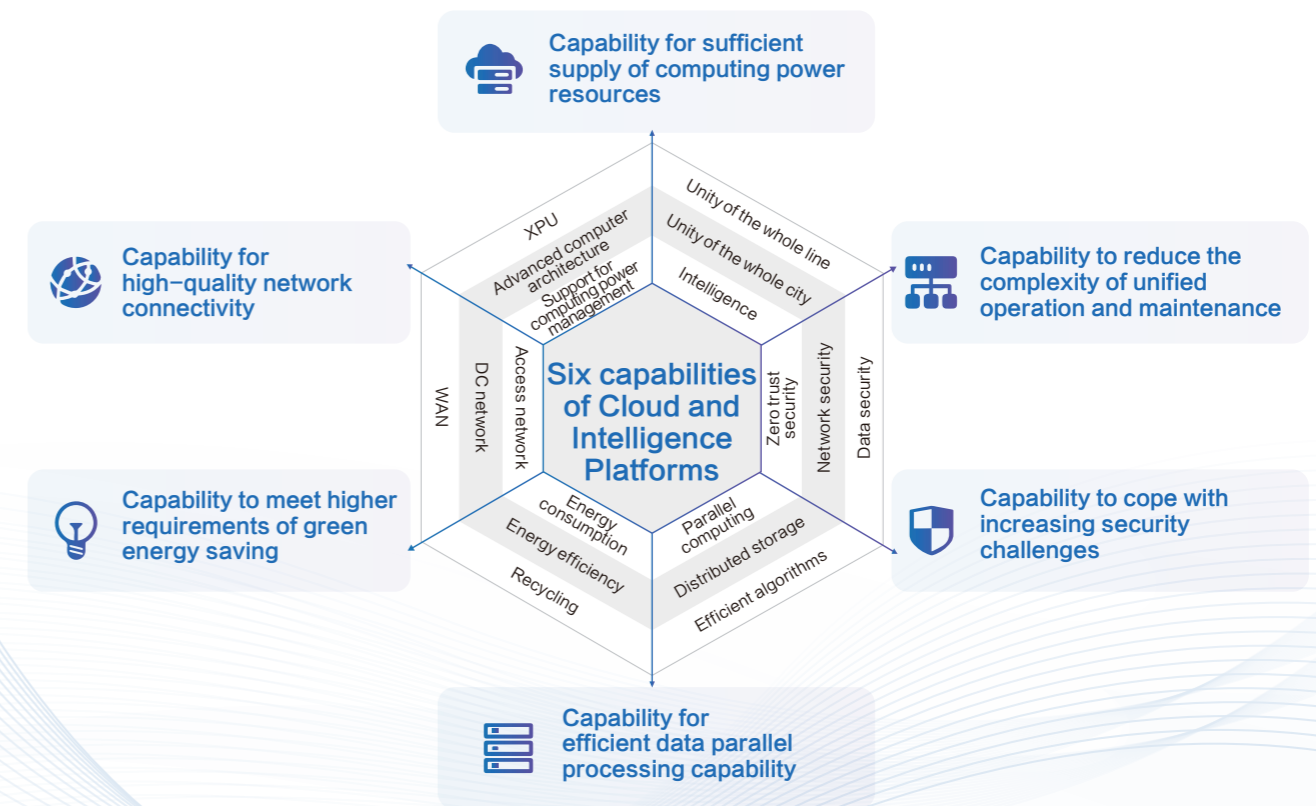 Capability for sufficient
supply of computing power
resources
Capability for
high-quality network
connectivity
Capability to reduce the
complexity of unified
operation and maintenance
XPU
Advanced computer
architecture
Support for
computing power
management
Unity of the whole line
Unity of the whole city
Intelligence
WAN
DC network
Access network
Six capabilities
of Cloud and
Intelligence
Platforms
Zero trust
security
Network security
Data security
Energy
consumption
Energy efficiency
Recycling
Parallel
computing
Distributed storage
Efficient algorithms
Capability to meet higher
requirements of green
energy saving
Capability to cope with
increasing security
challenges
Capability for
efficient data parallel
processing capability